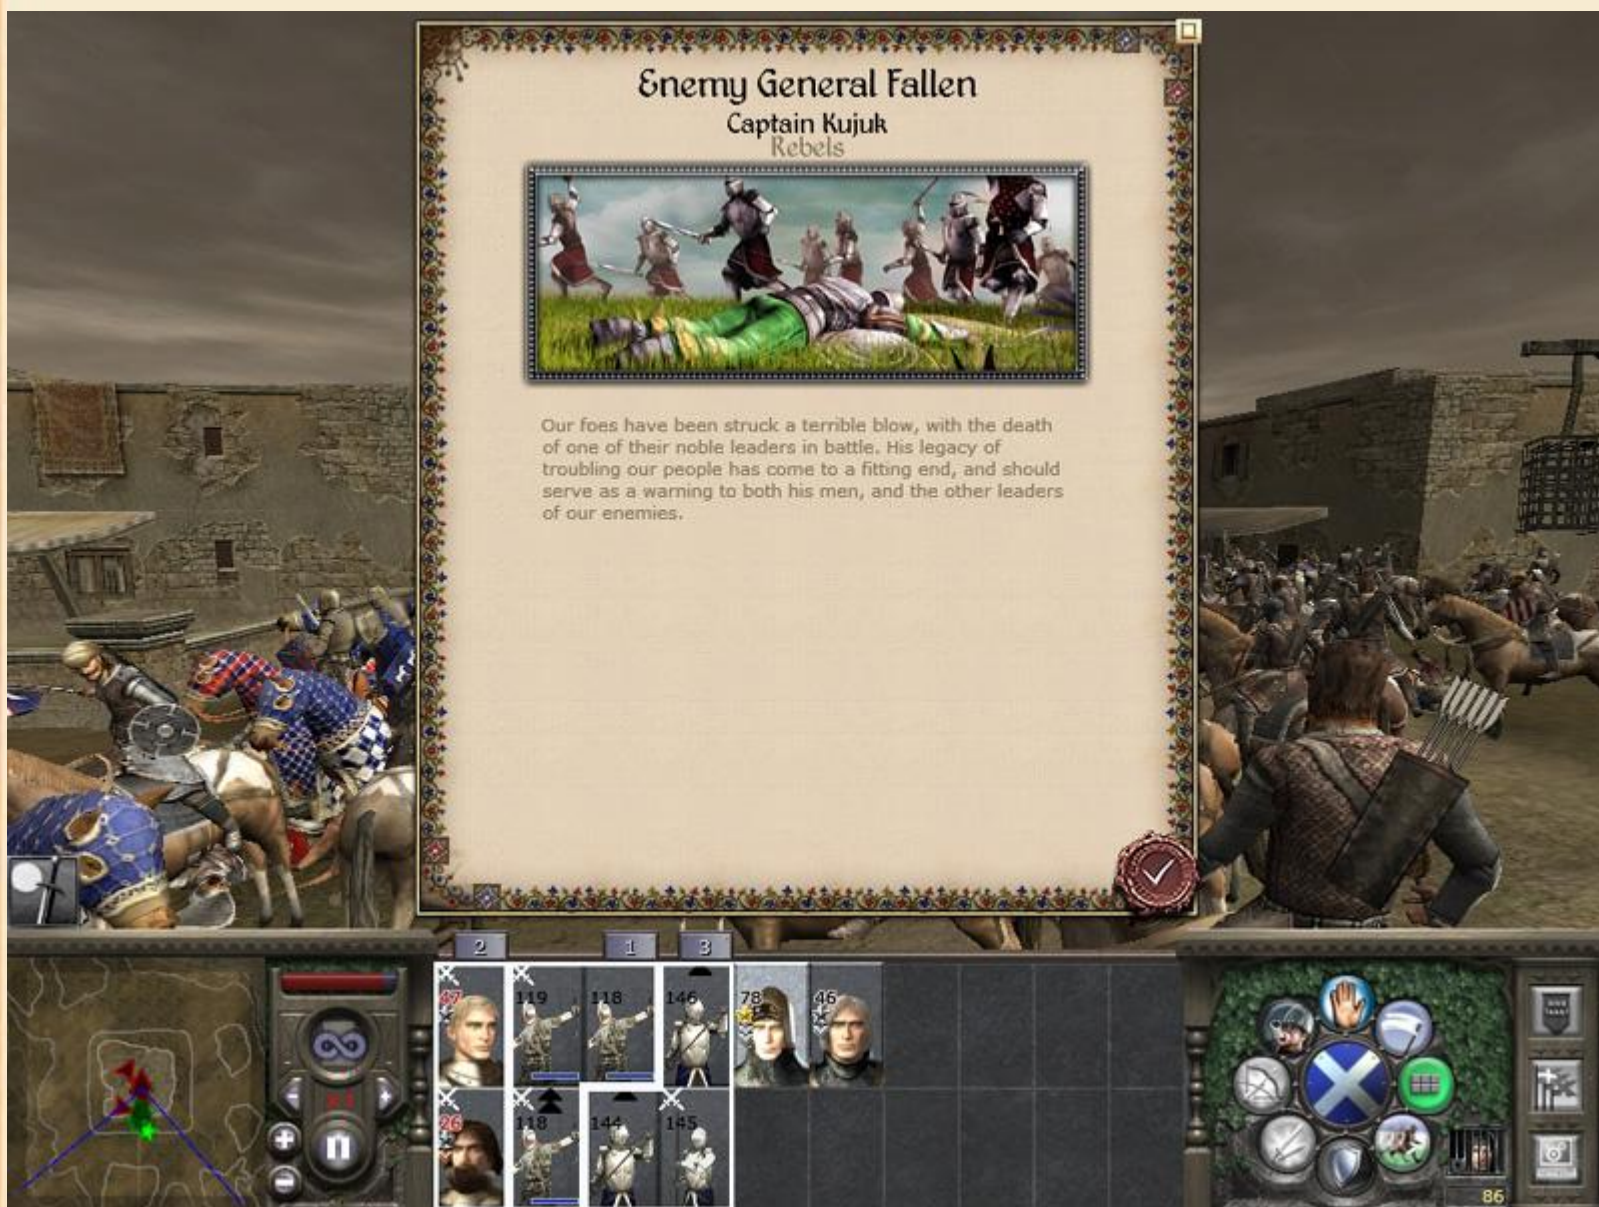 Enemy General Fallen
Captain Kujuk
Rebels
Our foes have been struck a terrible blow, with the death
of one of their noble leaders in battle. His legacy of
troubling our people has come to a fitting end, and should
serve as a warning to both his men, and the other leaders
of our enemies.
2 1 3
47 119 118 146 78 46
26 118 144 145
86